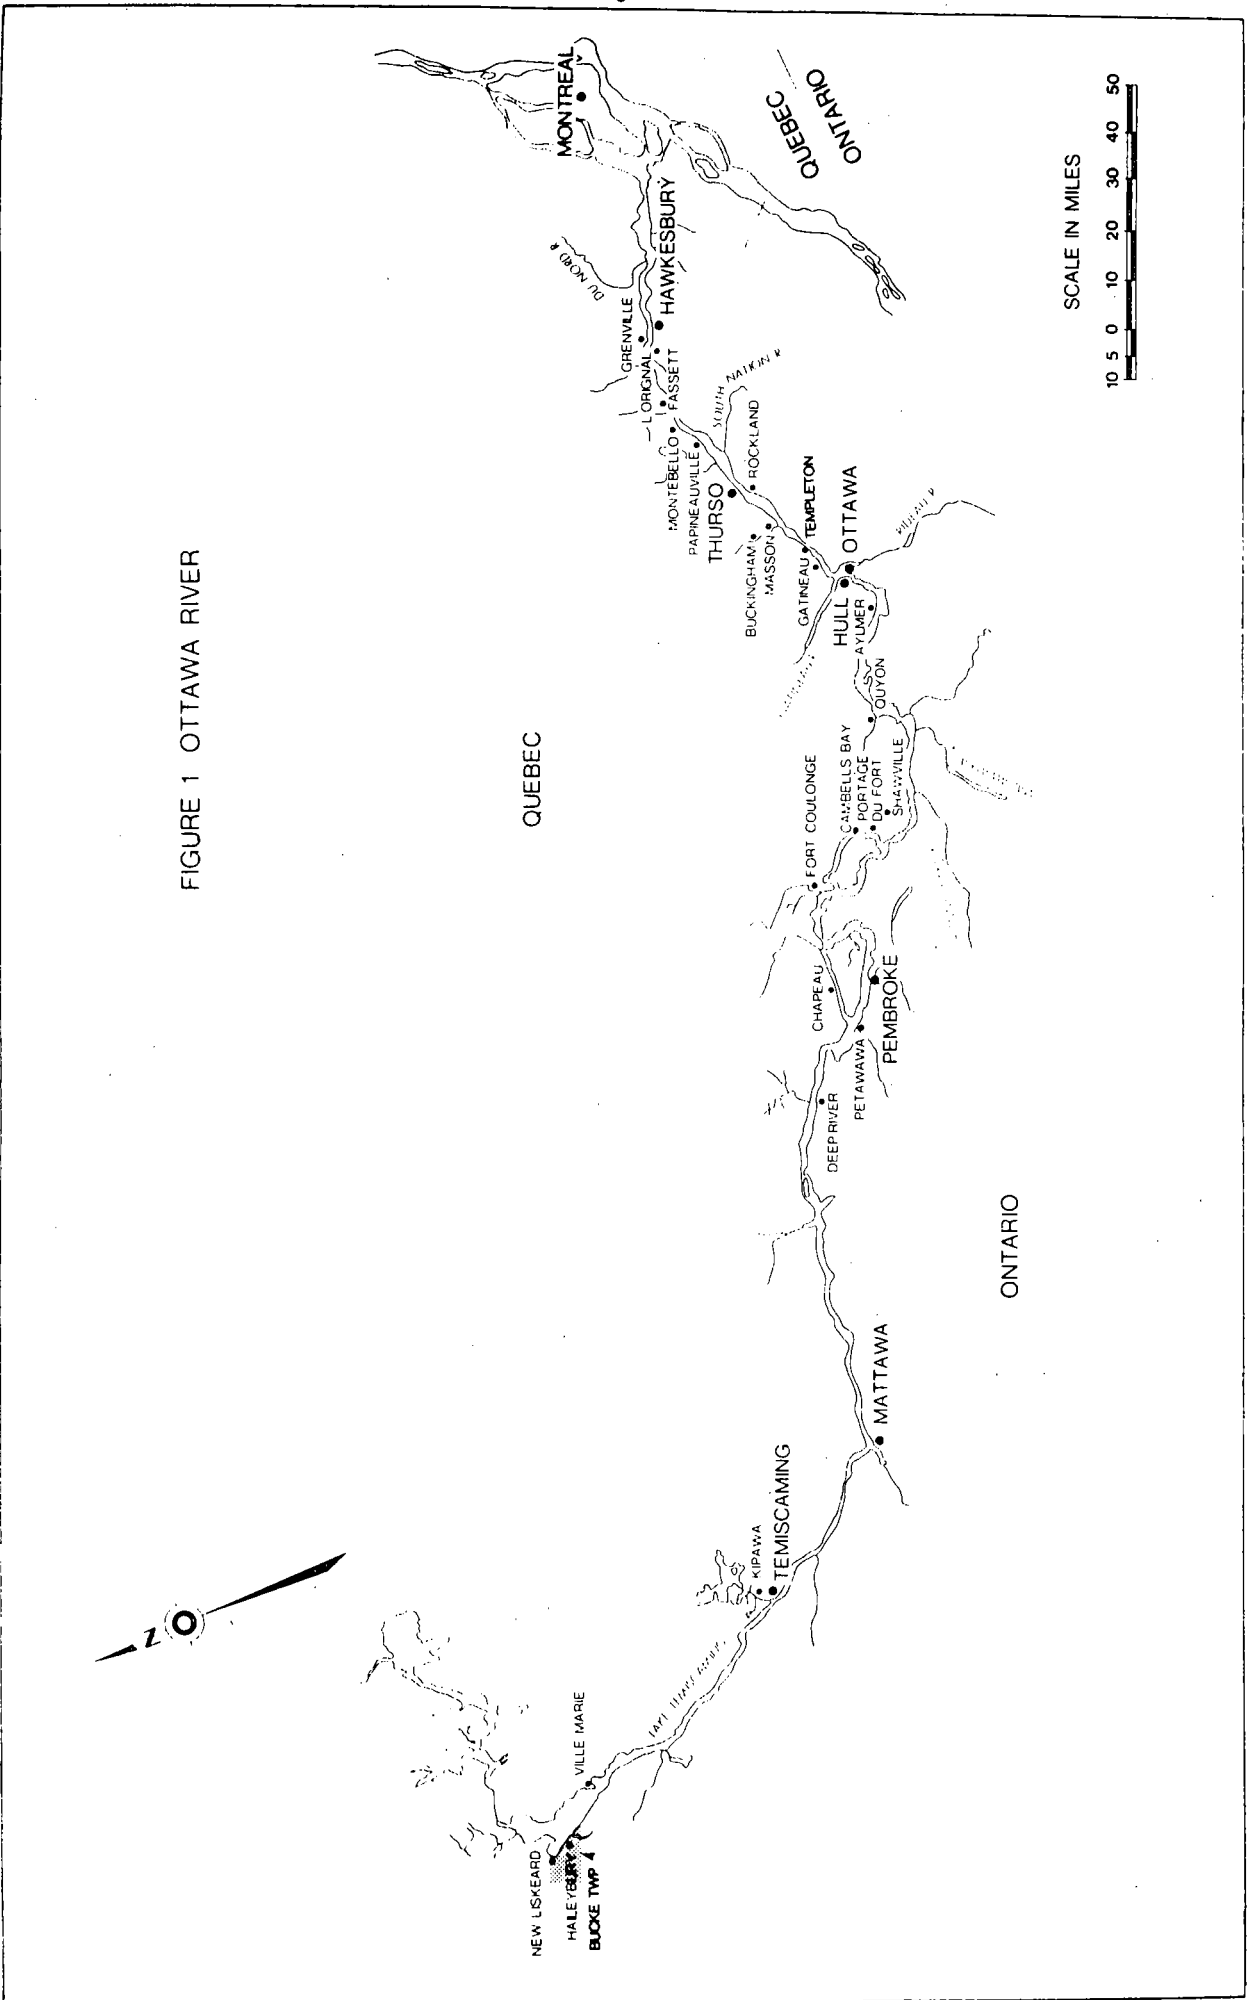 FIGURE 1 OTTAWA RIVER
N
QUEBEC
ONTARIO
NEW LISKEARD
HAILEYBURY
BUCKE TWP
VILLE MARIE
KIPAWA
TEMISCAMING
MATTAWA
DEEP RIVER
PETAWAWA
PEMBROKE
CHAPEAU
FORT COULONGE
CAMBELLS BAY
PORTAGE
DU FORT
SHAWVILLE
QUYON
AYLMER
HULL
OTTAWA
GATINEAU
TEMPLETON
MASSON
BUCKINGHAM
THURSO
ROCKLAND
PAPINEAUVILLE
MONTEBELLO
SOUTH NATION R
FASSETT
L ORIGNAL
GRENVILLE
HAWKESBURY
DU NORD R
MONTREAL
QUEBEC
ONTARIO
SCALE IN MILES
10 5 0 10 20 30 40 50